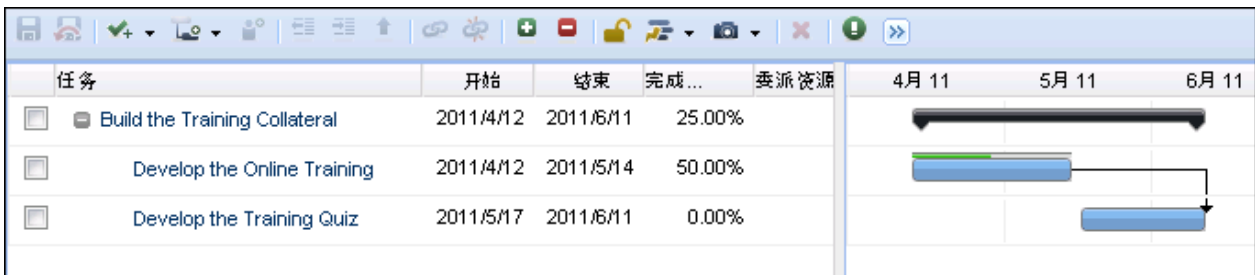 任务 开始 结束 完成... 委派资源 4月 11 5月 11 6月 11
Build the Training Collateral 2011/4/12 2011/6/11 25.00%
Develop the Online Training 2011/4/12 2011/5/14 50.00%
Develop the Training Quiz 2011/5/17 2011/6/11 0.00%